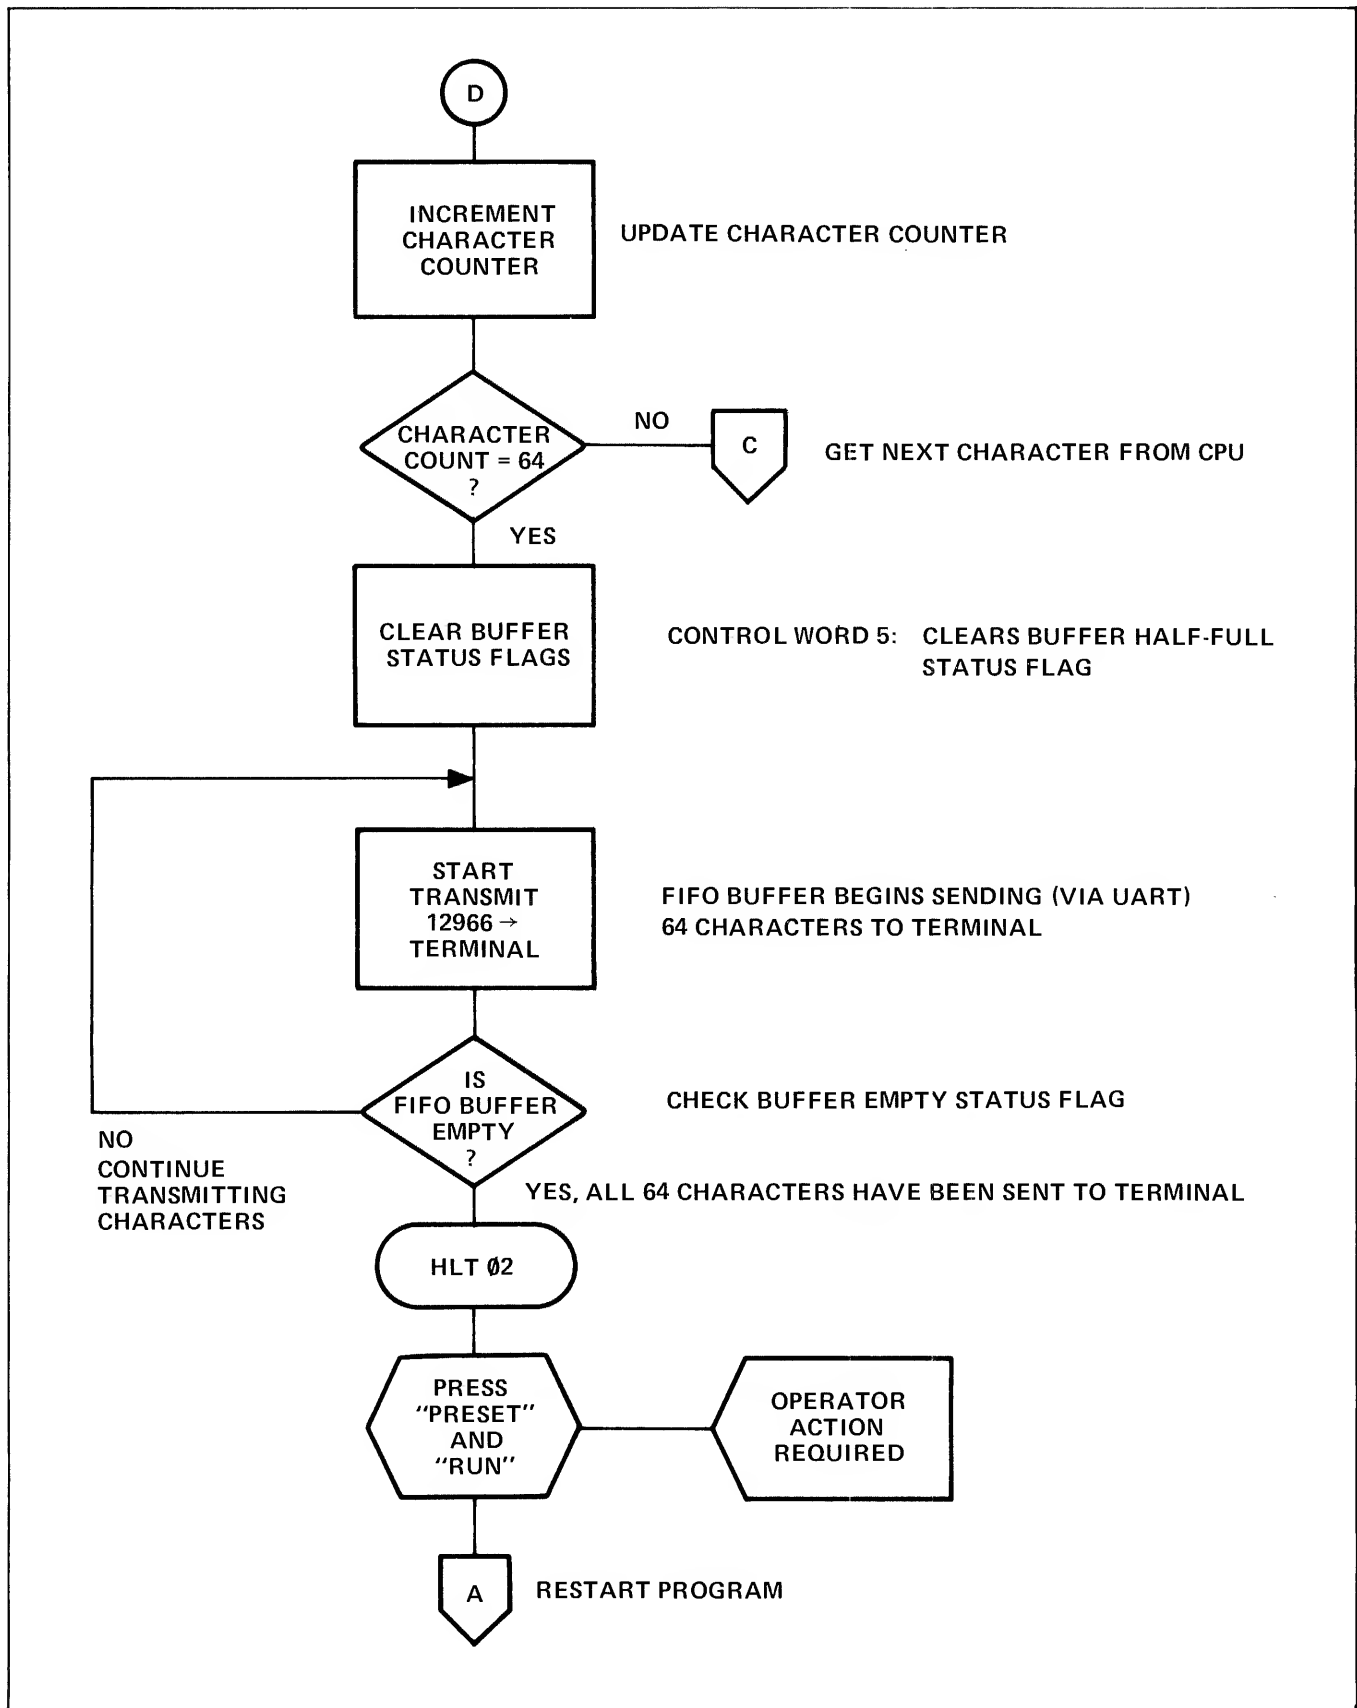 D
INCREMENT
CHARACTER
COUNTER
UPDATE CHARACTER COUNTER
CHARACTER
COUNT = 64
?
NO
C
GET NEXT CHARACTER FROM CPU
YES
CLEAR BUFFER
STATUS FLAGS
CONTROL WORD 5: CLEARS BUFFER HALF-FULL
STATUS FLAG
START
TRANSMIT
12966 →
TERMINAL
FIFO BUFFER BEGINS SENDING (VIA UART)
64 CHARACTERS TO TERMINAL
IS
FIFO BUFFER
EMPTY
?
CHECK BUFFER EMPTY STATUS FLAG
NO
CONTINUE
TRANSMITTING
CHARACTERS
YES, ALL 64 CHARACTERS HAVE BEEN SENT TO TERMINAL
HLT Ø2
PRESS
"PRESET"
AND
"RUN"
OPERATOR
ACTION
REQUIRED
A
RESTART PROGRAM